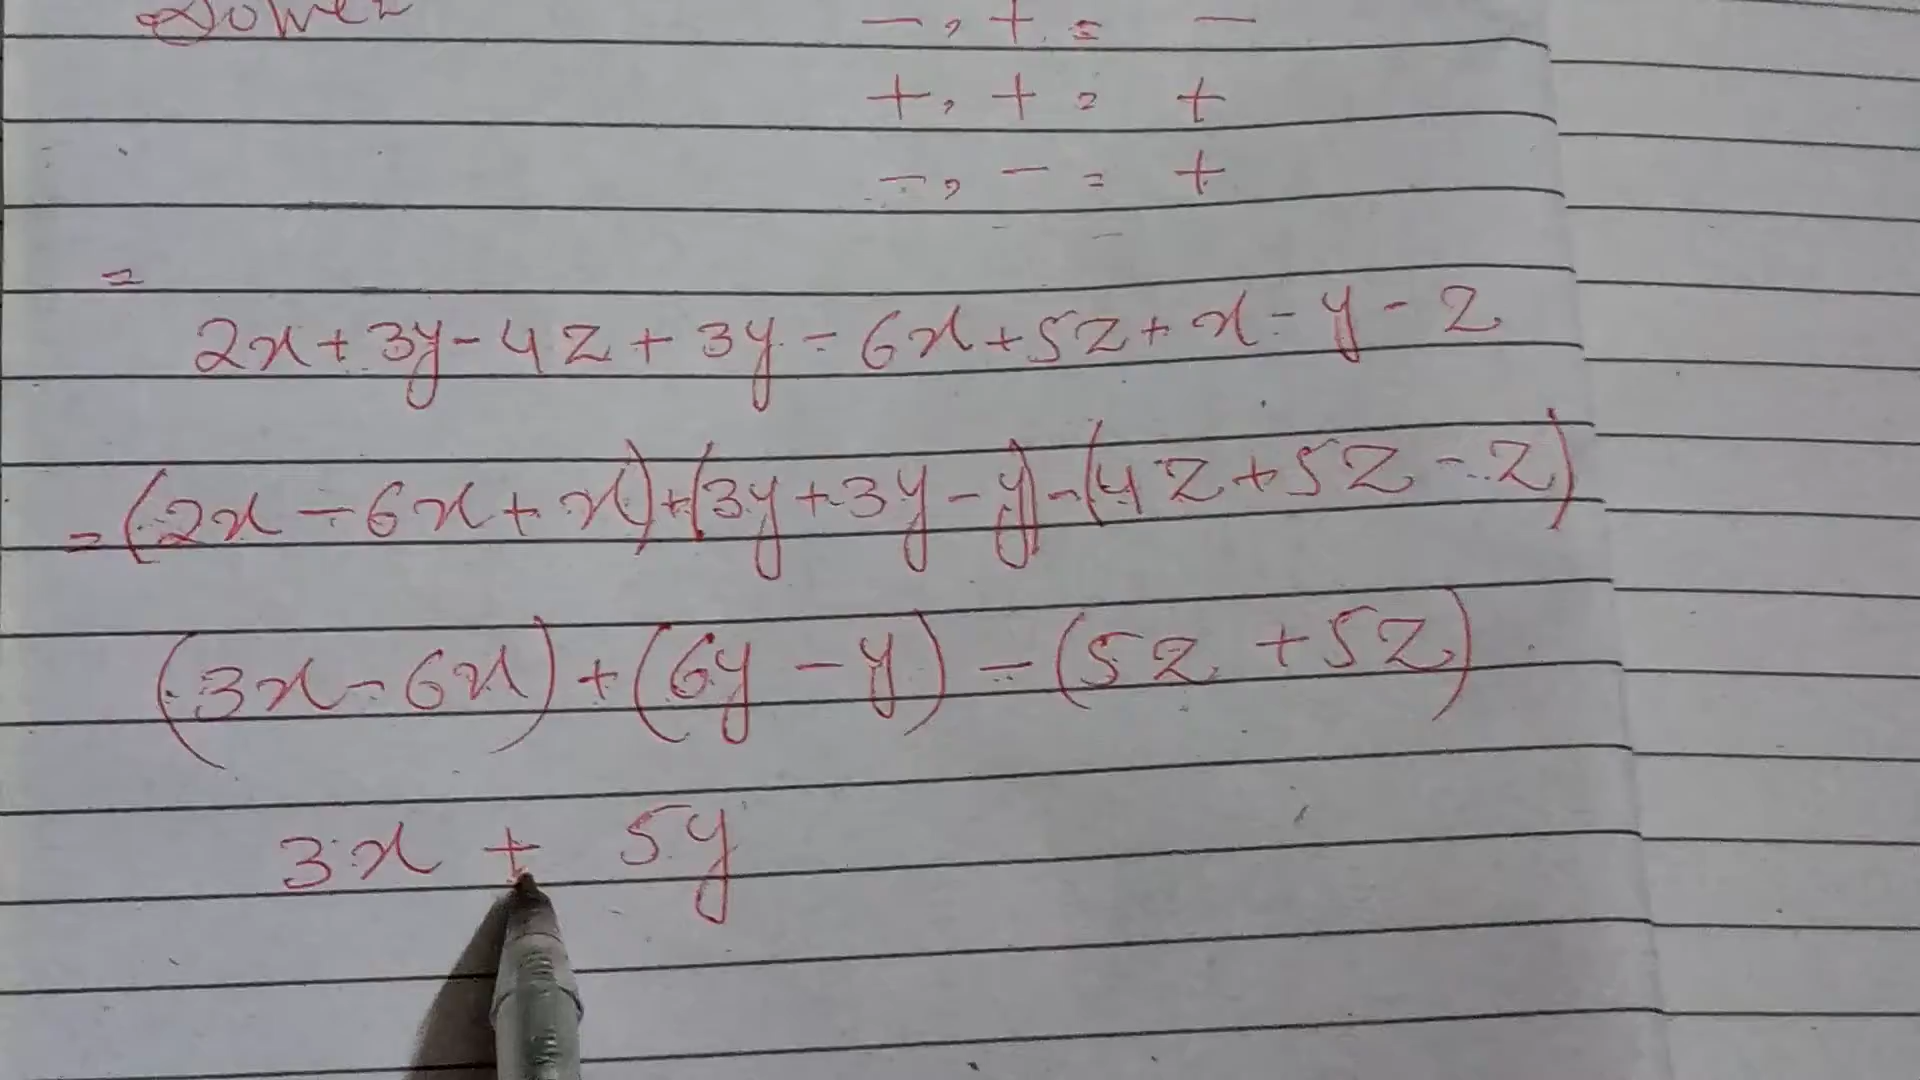 -, + = -
+, + = +
-, - = +
=
2x + 3y - 4z + 3y - 6x + 5z + x - y - z
= (2x - 6x + x) + (3y + 3y - y) - (4z + 5z - z)
(3x - 6x) + (6y - y) - (5z + 5z)
3x + 5y